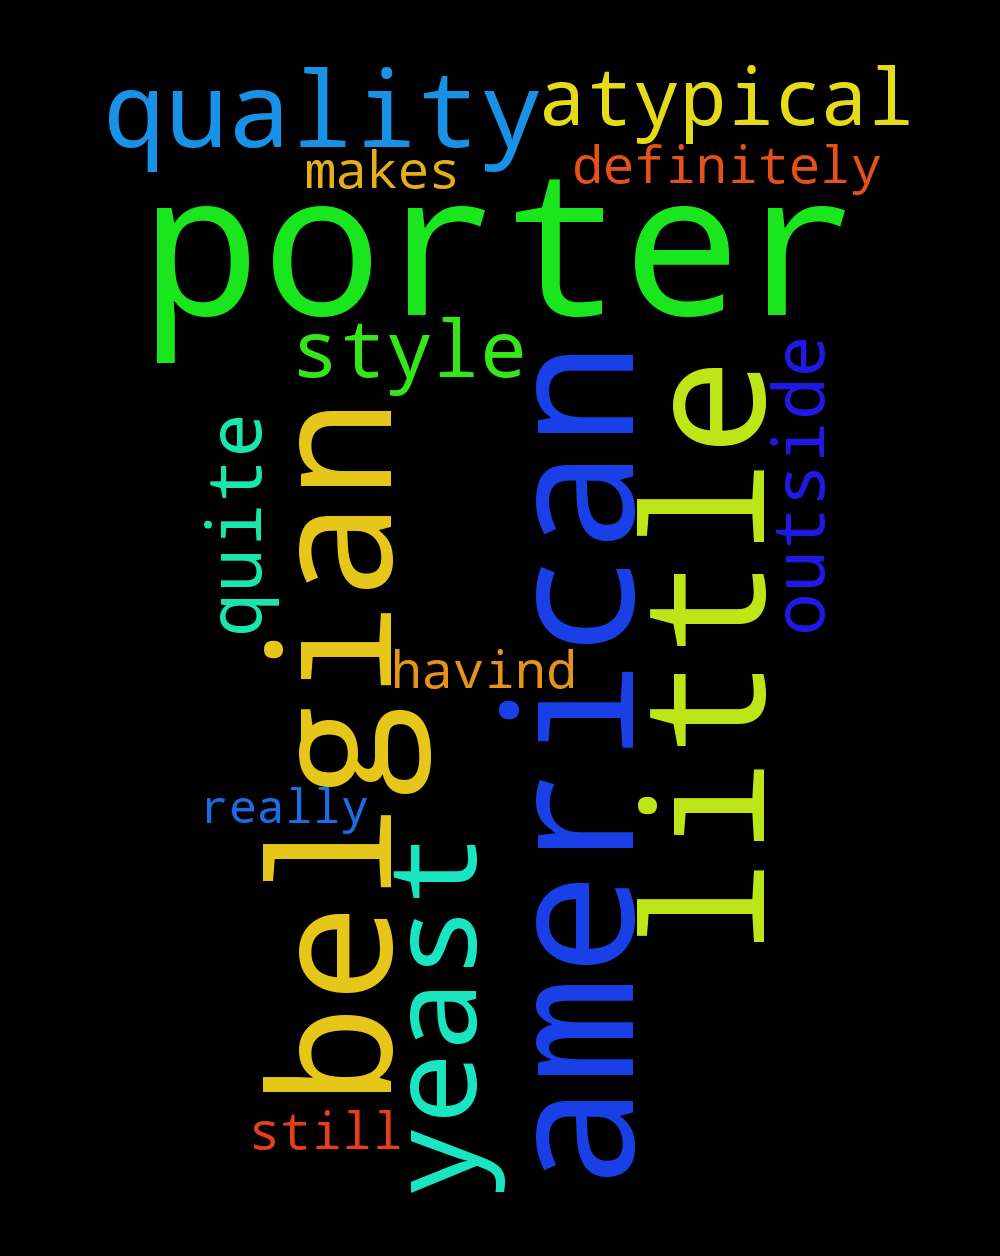 quality
atypical
makes
definitely
porter
style
quite
belgian
american
little
outside
havind
really
yeast
still